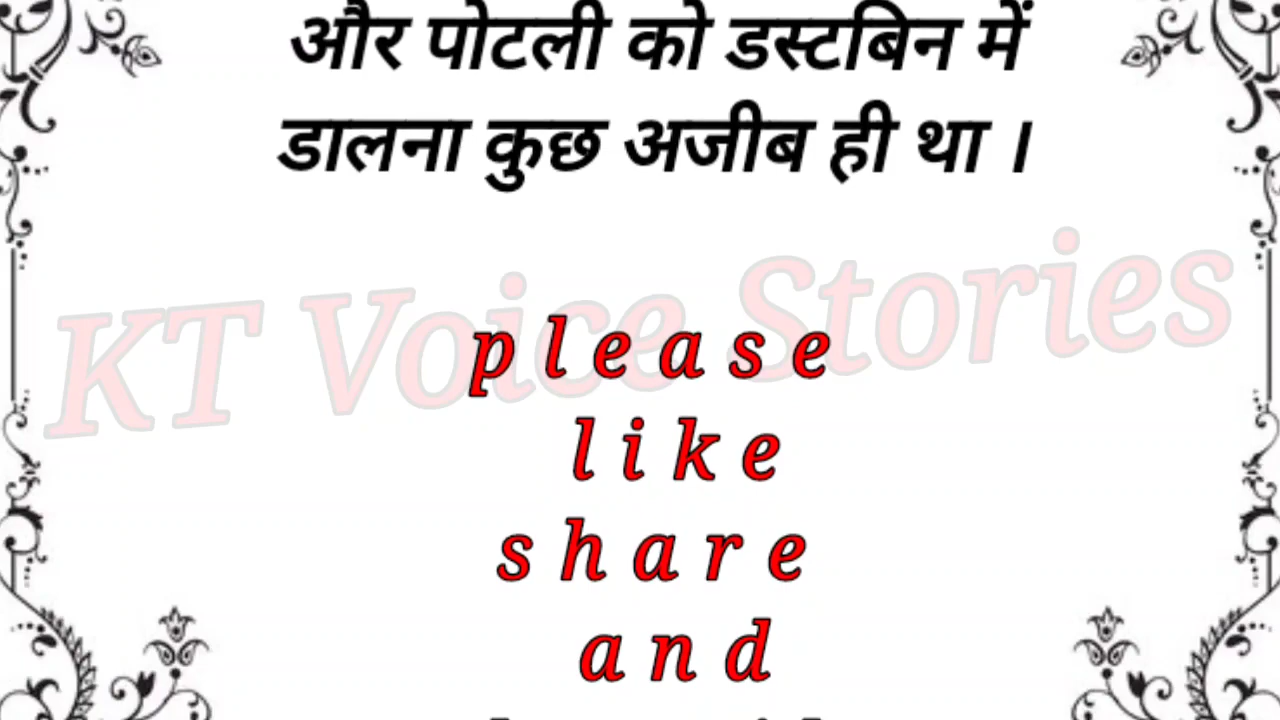 और पोटली को डस्टबिन में
डालना कुछ अजीब ही था ।
KT Voice Stories
please
like
share
and